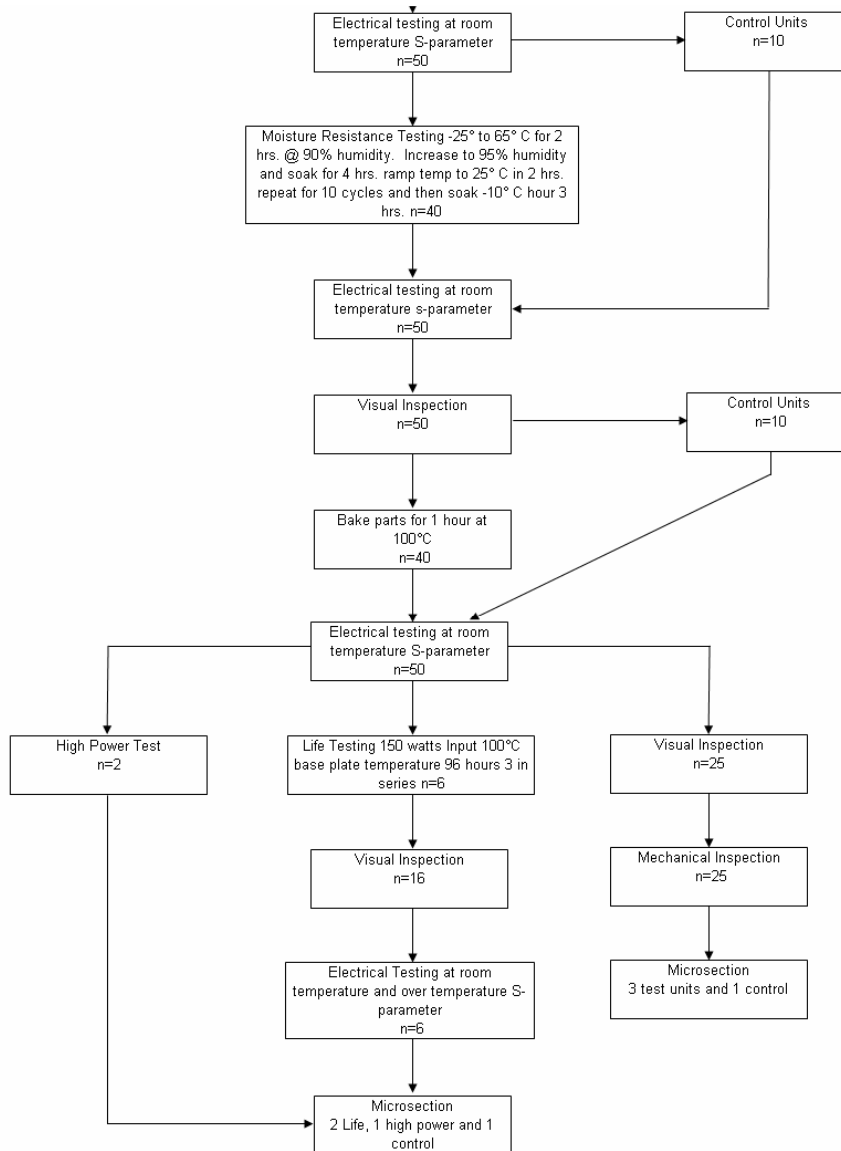 Electrical testing at room
temperature S-parameter
n=50
Control Units
n=10
Moisture Resistance Testing -25° to 65° C for 2
hrs. @ 90% humidity.  Increase to 95% humidity
and soak for 4 hrs. ramp temp to 25° C in 2 hrs.
repeat for 10 cycles and then soak -10° C hour 3
hrs. n=40
Electrical testing at room
temperature s-parameter
n=50
Visual Inspection
n=50
Control Units
n=10
Bake parts for 1 hour at
100°C
n=40
Electrical testing at room
temperature S-parameter
n=50
High Power Test
n=2
Life Testing 150 watts Input 100°C
base plate temperature 96 hours 3 in
series n=6
Visual Inspection
n=25
Visual Inspection
n=16
Mechanical Inspection
n=25
Electrical Testing at room
temperature and over temperature S-
parameter
n=6
Microsection
3 test units and 1 control
Microsection
2 Life, 1 high power and 1
control